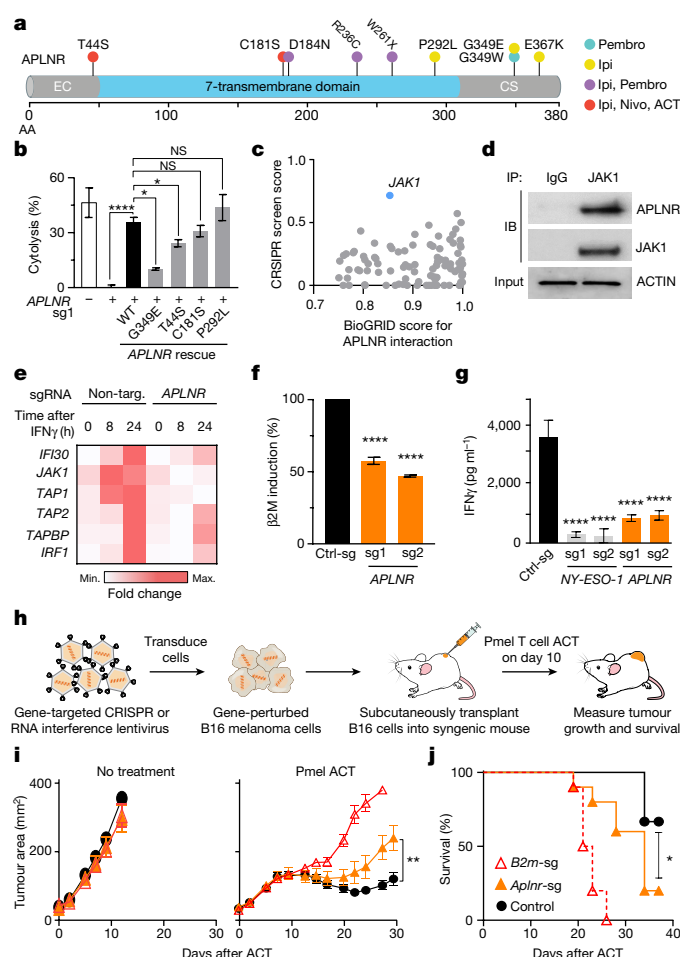 a
APLNR
T44S
C181S
D184N
R236C
W261X
P292L
G349E
G349W
E367K
Pembro
Ipi
Ipi, Pembro
Ipi, Nivo, ACT
EC
7-transmembrane domain
CS
0 100 200 300 380
AA
b
NS
NS
*
*
****
Cytolysis (%)
60
30
0
APLNR sg1 – + + + + + +
WT G349E T44S C181S P292L
APLNR rescue
c
CRSIPR screen score
1.0
0.5
0
JAK1
0.7 0.8 0.9 1.0
BioGRID score for
APLNR interaction
d
IP: IgG JAK1
IB
APLNR
JAK1
Input ACTIN
e
sgRNA Non-targ. APLNR
Time after
IFNγ (h) 0 8 24 0 8 24
IFI30
JAK1
TAP1
TAP2
TAPBP
IRF1
Min. Max.
Fold change
f
β2M induction (%)
100
50
0
****
****
Ctrl-sg sg1 sg2
APLNR
g
IFNγ (pg ml−1)
4,000
2,000
0
**** **** **** ****
Ctrl-sg sg1 sg2 sg1 sg2
NY-ESO-1 APLNR
h
Transduce
cells
Pmel T cell ACT
on day 10
Gene-targeted CRISPR or
RNA interference lentivirus
Gene-perturbed
B16 melanoma cells
Subcutaneously transplant
B16 cells into syngenic mouse
Measure tumour
growth and survival
i
No treatment
Pmel ACT
Tumour area (mm2)
400
200
0
**
0 10 20 30
0 10 20 30
Days after ACT
Days after ACT
j
Survival (%)
100
50
0
*
B2m-sg
Aplnr-sg
Control
0 20 40
Days after ACT